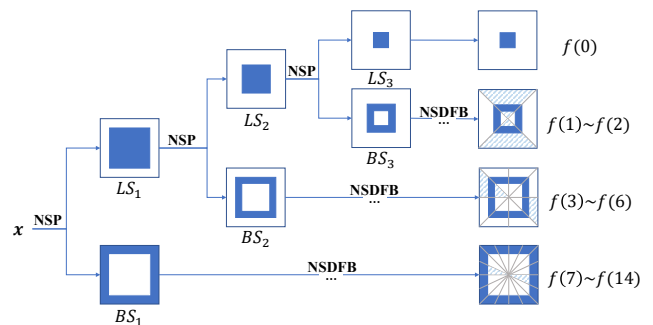 NSP
LS₃
f(0)
NSP
LS₂
NSDFB
...
BS₃
f(1)~f(2)
NSP
LS₁
NSDFB
...
BS₂
f(3)~f(6)
x
NSDFB
...
BS₁
f(7)~f(14)
NSP